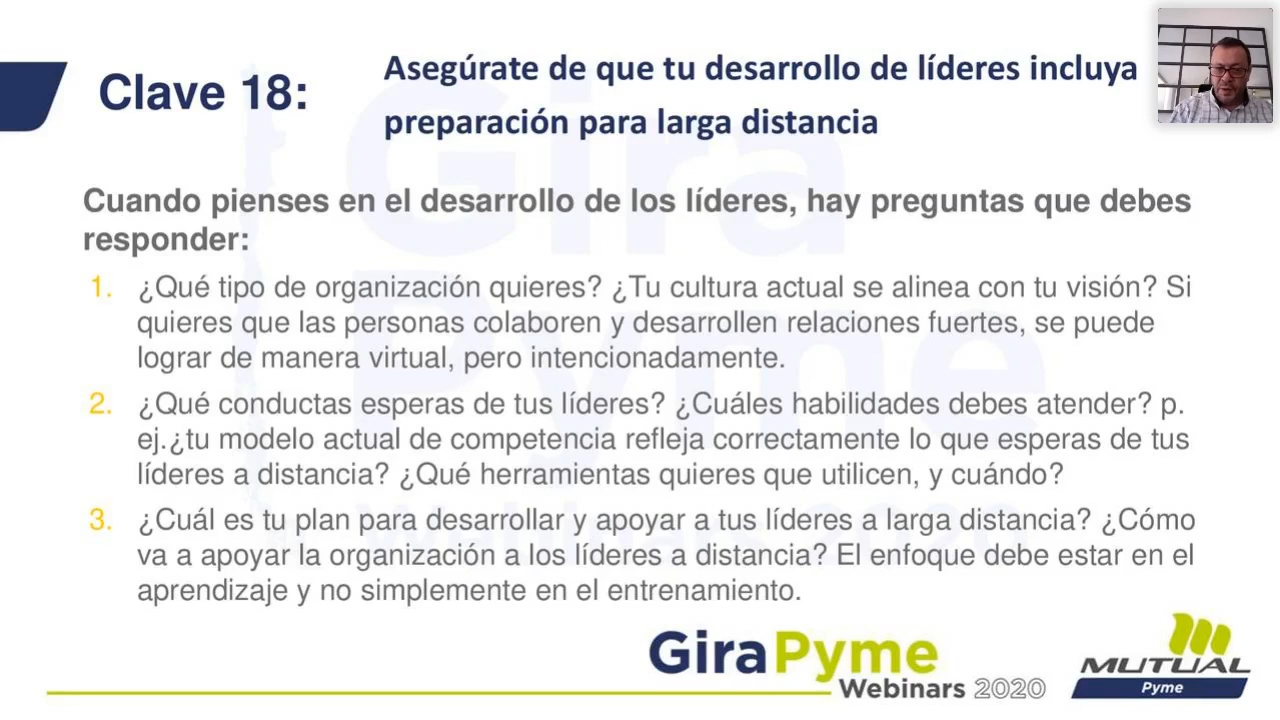 Clave 18:
Asegúrate de que tu desarrollo de líderes incluya
preparación para larga distancia
Cuando pienses en el desarrollo de los líderes, hay preguntas que debes
responder:
1. ¿Qué tipo de organización quieres? ¿Tu cultura actual se alinea con tu visión? Si
quieres que las personas colaboren y desarrollen relaciones fuertes, se puede
lograr de manera virtual, pero intencionadamente.
2. ¿Qué conductas esperas de tus líderes? ¿Cuáles habilidades debes atender? p.
ej.¿tu modelo actual de competencia refleja correctamente lo que esperas de tus
líderes a distancia? ¿Qué herramientas quieres que utilicen, y cuándo?
3. ¿Cuál es tu plan para desarrollar y apoyar a tus líderes a larga distancia? ¿Cómo
va a apoyar la organización a los líderes a distancia? El enfoque debe estar en el
aprendizaje y no simplemente en el entrenamiento.
Gira Pyme
Webinars 2020
GiraPyme
Webinars 2020
MUTUAL
Pyme